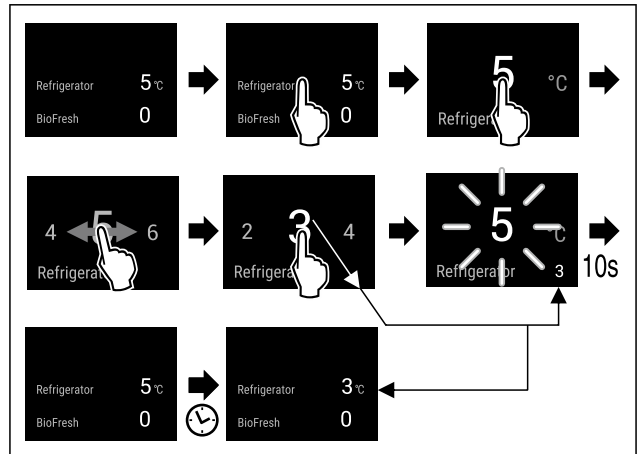 Refrigerator 5 °C
BioFresh 0
Refrigerator 5 °C
BioFresh 0
5 °C
Refriger
4 5 6
Refrigera
2 3 4
Refrigera
5 °C
Refrigerator 3
10s
Refrigerator 5 °C
BioFresh 0
Refrigerator 3 °C
BioFresh 0